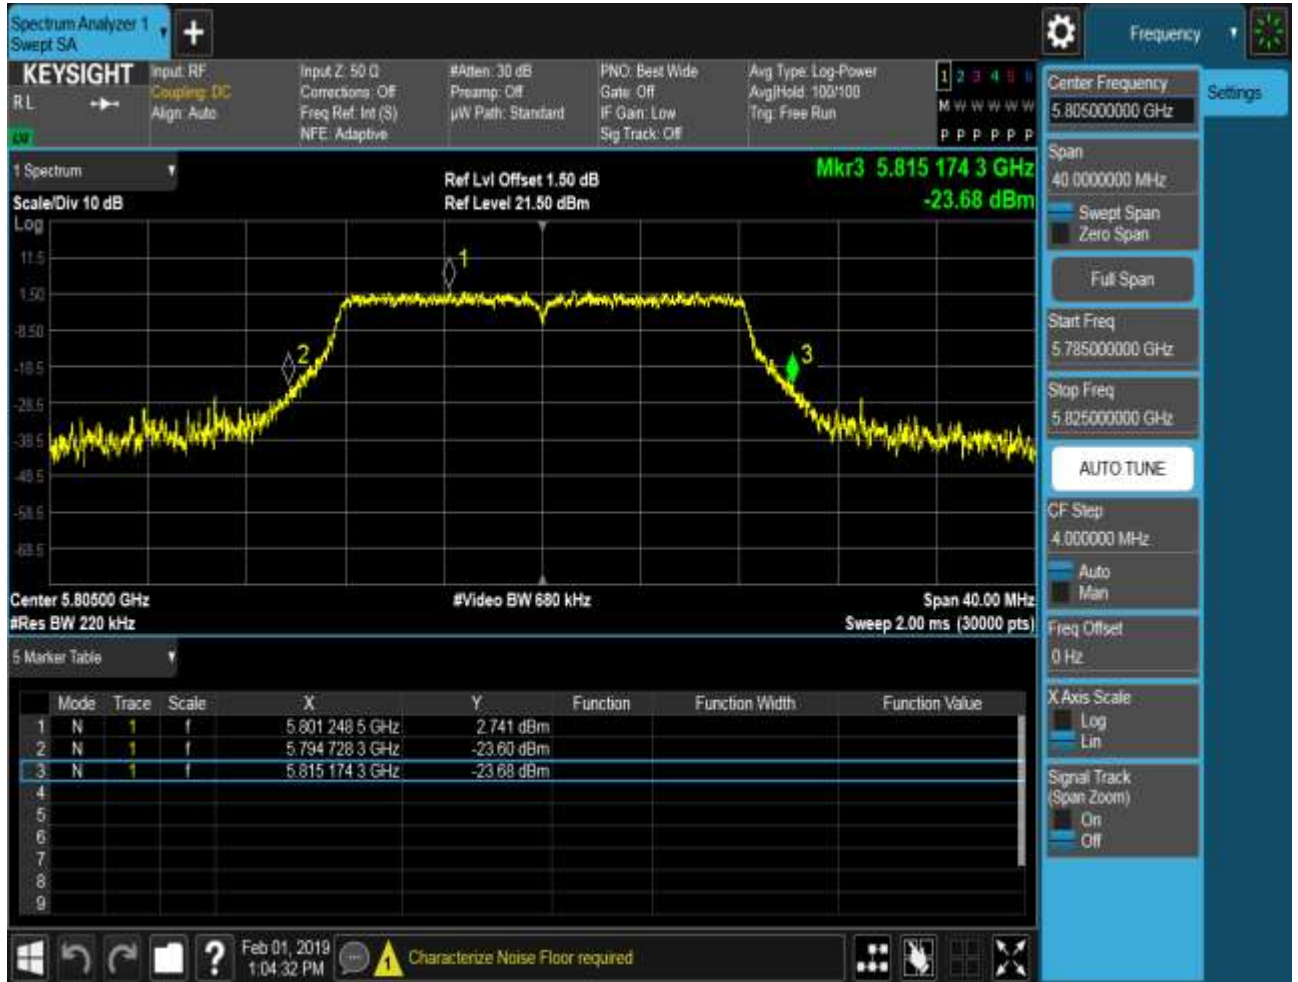 Spectrum Analyzer 1
Swept SA
Frequency
KEYSIGHT
R L
Input: RF
Coupling: DC
Align: Auto
Input Z: 50 Ω
Corrections: Off
Freq Ref: Int (S)
NFE: Adaptive
#Atten: 30 dB
Preamp: Off
µW Path: Standard
PNO: Best Wide
Gate: Off
IF Gain: Low
Sig Track: Off
Avg Type: Log-Power
Avg|Hold: 100/100
Trig: Free Run
1 2 3 4 5 6
M W W W W W
P P P P P P
1 Spectrum
Scale/Div 10 dB
Ref Lvl Offset 1.50 dB
Ref Level 21.50 dBm
Mkr3 5.815 174 3 GHz
-23.68 dBm
Log
11.5
1.50
-8.50
-18.5
-28.5
-38.5
-48.5
-58.5
-68.5
1
2
3
Center 5.80500 GHz
#Res BW 220 kHz
#Video BW 680 kHz
Span 40.00 MHz
Sweep 2.00 ms (30000 pts)
5 Marker Table
Mode Trace Scale X Y Function Function Width Function Value
1 N 1 f 5.801 248 5 GHz 2.741 dBm
2 N 1 f 5.794 728 3 GHz -23.60 dBm
3 N 1 f 5.815 174 3 GHz -23.68 dBm
4
5
6
7
8
9
Feb 01, 2019
1:04:32 PM
?
1
Characterize Noise Floor required
Center Frequency
5.805000000 GHz
Settings
Span
40.0000000 MHz
Swept Span
Zero Span
Full Span
Start Freq
5.785000000 GHz
Stop Freq
5.825000000 GHz
AUTO TUNE
CF Step
4.000000 MHz
Auto
Man
Freq Offset
0 Hz
X Axis Scale
Log
Lin
Signal Track
(Span Zoom)
On
Off